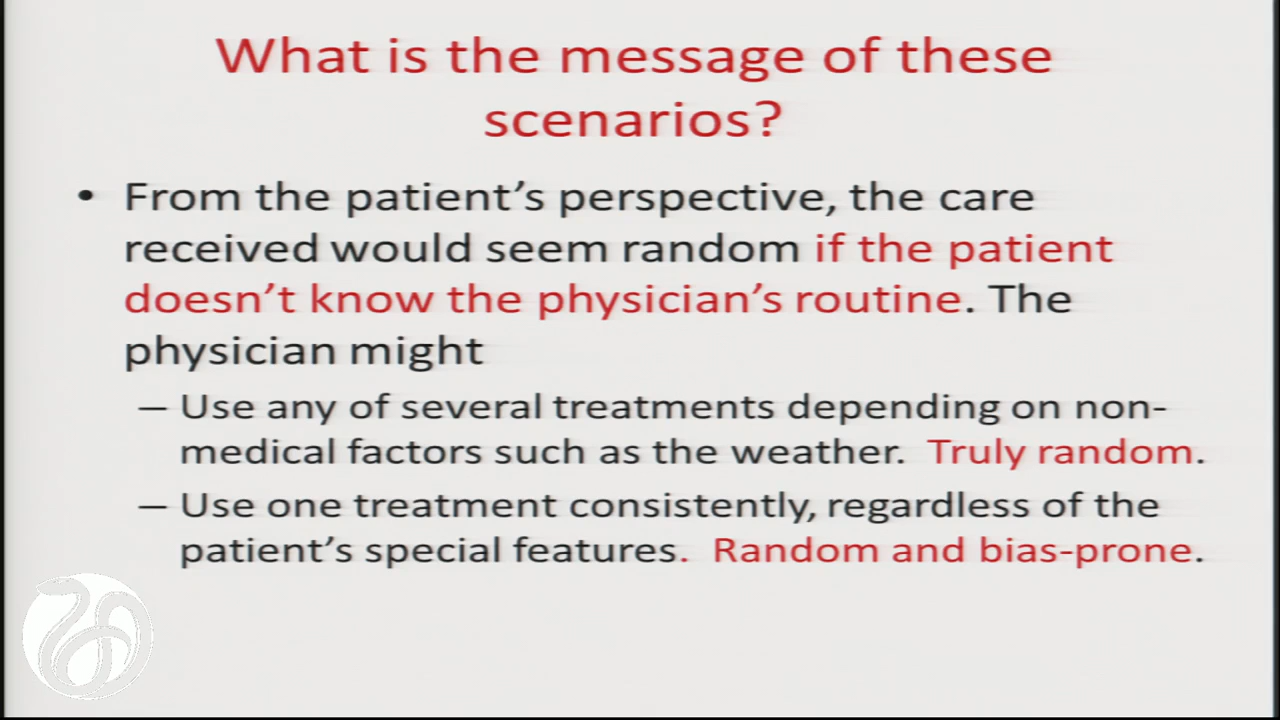 What is the message of these
scenarios?
• From the patient's perspective, the care
received would seem random if the patient
doesn't know the physician's routine. The
physician might
– Use any of several treatments depending on non-
medical factors such as the weather. Truly random.
– Use one treatment consistently, regardless of the
patient's special features. Random and bias-prone.